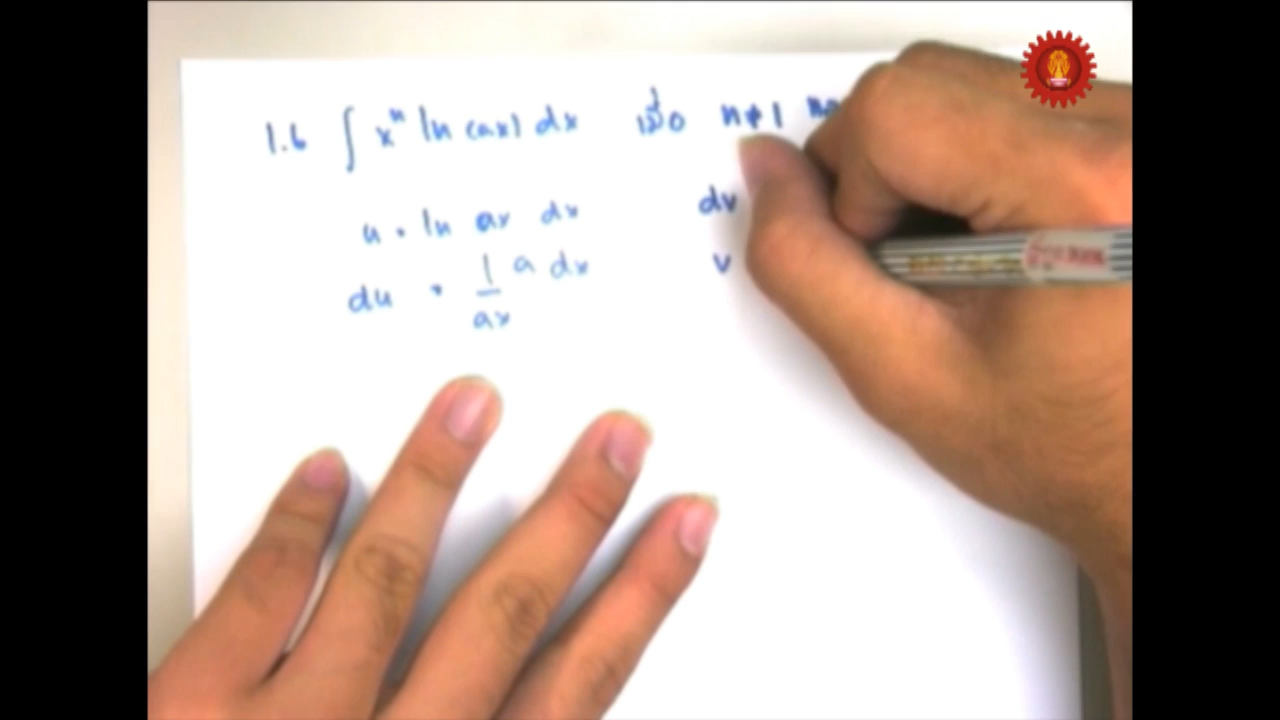 1.6 ∫ xⁿ ln (ax) dx เมื่อ n ≠ 1
u = ln ax dx dv
du = 1/ax a dx v